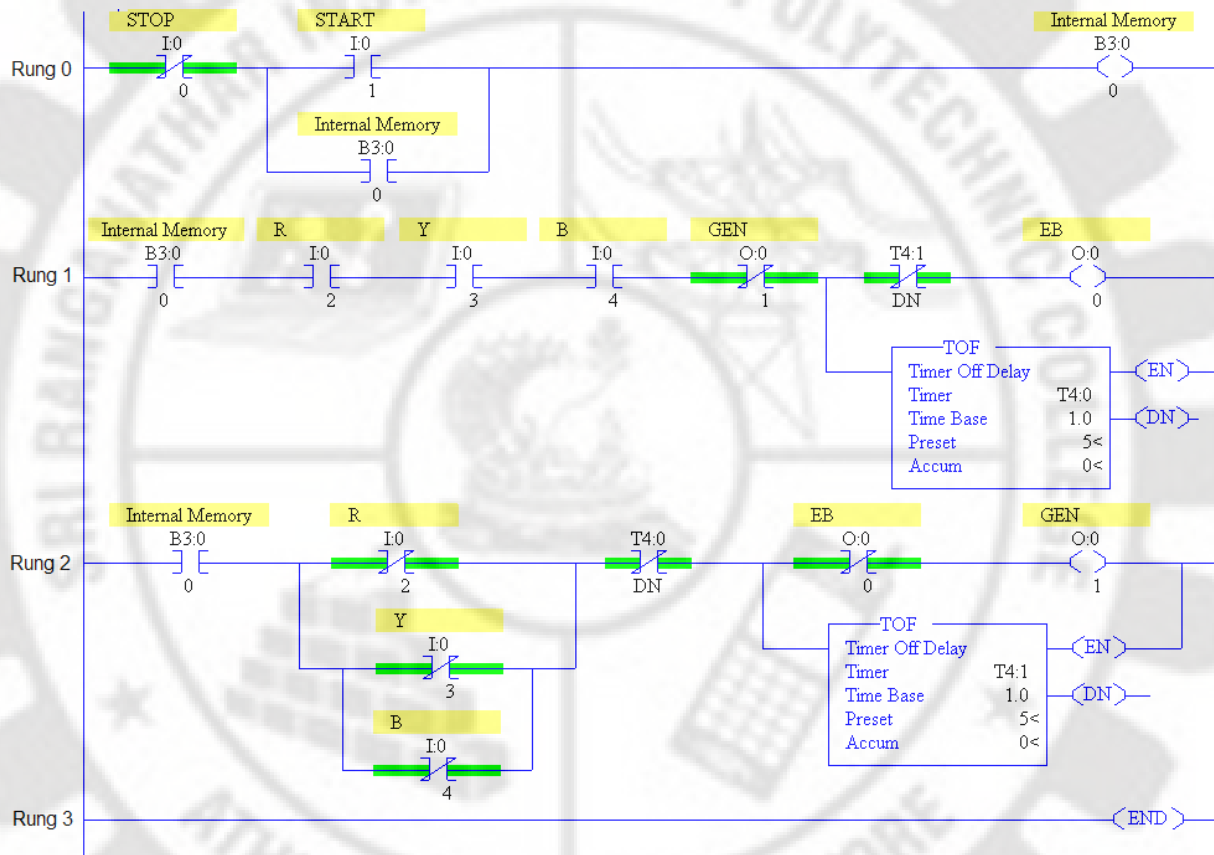 STOP START Internal Memory
I:0 I:0 B3:0
Rung 0
0 1 0
Internal Memory
B3:0
0
Internal Memory R Y B GEN EB
B3:0 I:0 I:0 I:0 O:0 T4:1 O:0
Rung 1
0 2 3 4 1 DN 0
TOF
Timer Off Delay EN
Timer T4:0
Time Base 1.0 DN
Preset 5<
Accum 0<
Internal Memory R EB GEN
B3:0 I:0 T4:0 O:0 O:0
Rung 2
0 2 DN 0 1
Y
I:0
3
TOF
Timer Off Delay EN
Timer T4:1
Time Base 1.0 DN
Preset 5<
Accum 0<
B
I:0
4
Rung 3 END